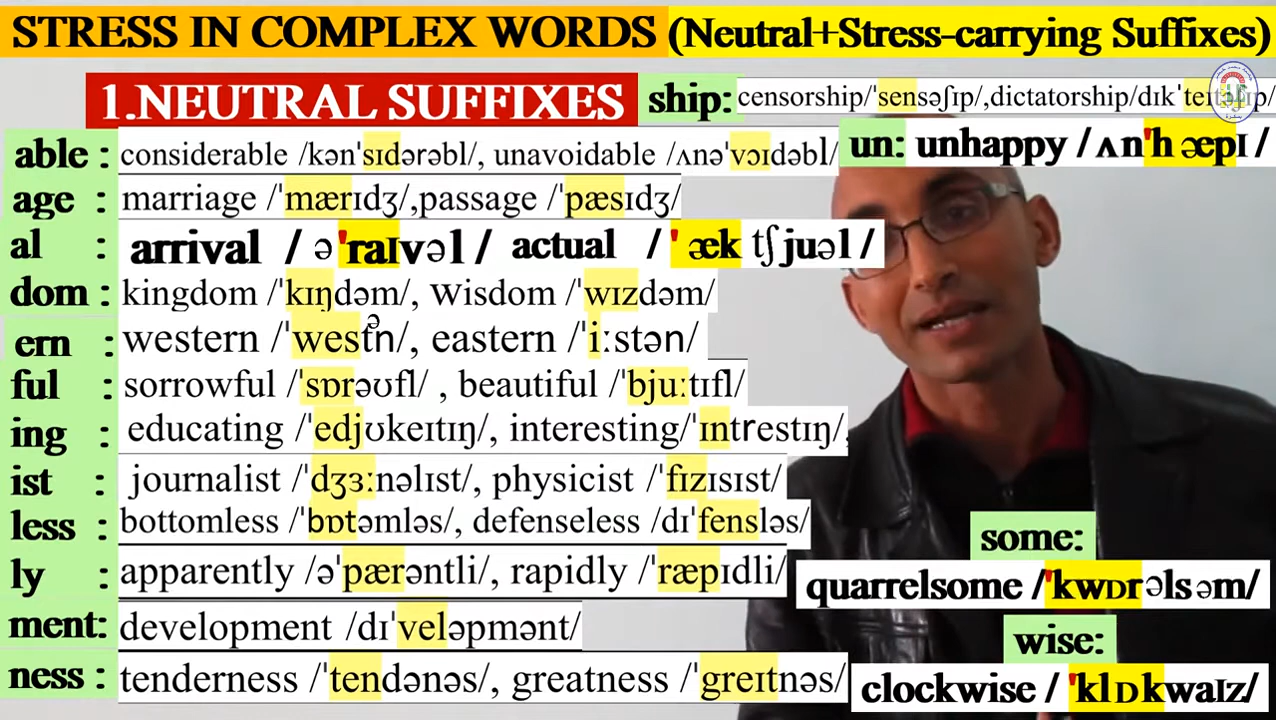 STRESS IN COMPLEX WORDS (Neutral+Stress-carrying Suffixes)
1.NEUTRAL SUFFIXES
ship: censorship/ˈsensəʃɪp/,dictatorship/dɪkˈteɪtəʃɪp/
able : considerable /kənˈsɪdərəbl/, unavoidable /ʌnəˈvɔɪdəbl/
un: unhappy /ʌnˈhæpɪ/
age : marriage /ˈmærɪdʒ/,passage /ˈpæsɪdʒ/
al : arrival /əˈraɪvəl/ actual /ˈæktʃjuəl/
dom : kingdom /ˈkɪŋdəm/, Wisdom /ˈwɪzdəm/
ern : western /ˈwestən/, eastern /ˈiːstən/
ful : sorrowful /ˈsɒrəʊfl/ , beautiful /ˈbjuːtɪfl/
ing : educating /ˈedjʊkeɪtɪŋ/, interesting/ˈɪntrestɪŋ/,
ist : journalist /ˈdʒɜːnəlɪst/, physicist /ˈfɪzɪsɪst/
less : bottomless /ˈbɒtəmləs/, defenseless /dɪˈfensləs/
ly : apparently /əˈpærəntli/, rapidly /ˈræpɪdli/
ment: development /dɪˈveləpmənt/
ness : tenderness /ˈtendənəs/, greatness /ˈgreɪtnəs/
some:
quarrelsome /ˈkwɒrəlsəm/
wise:
clockwise /ˈklɒkwaɪz/